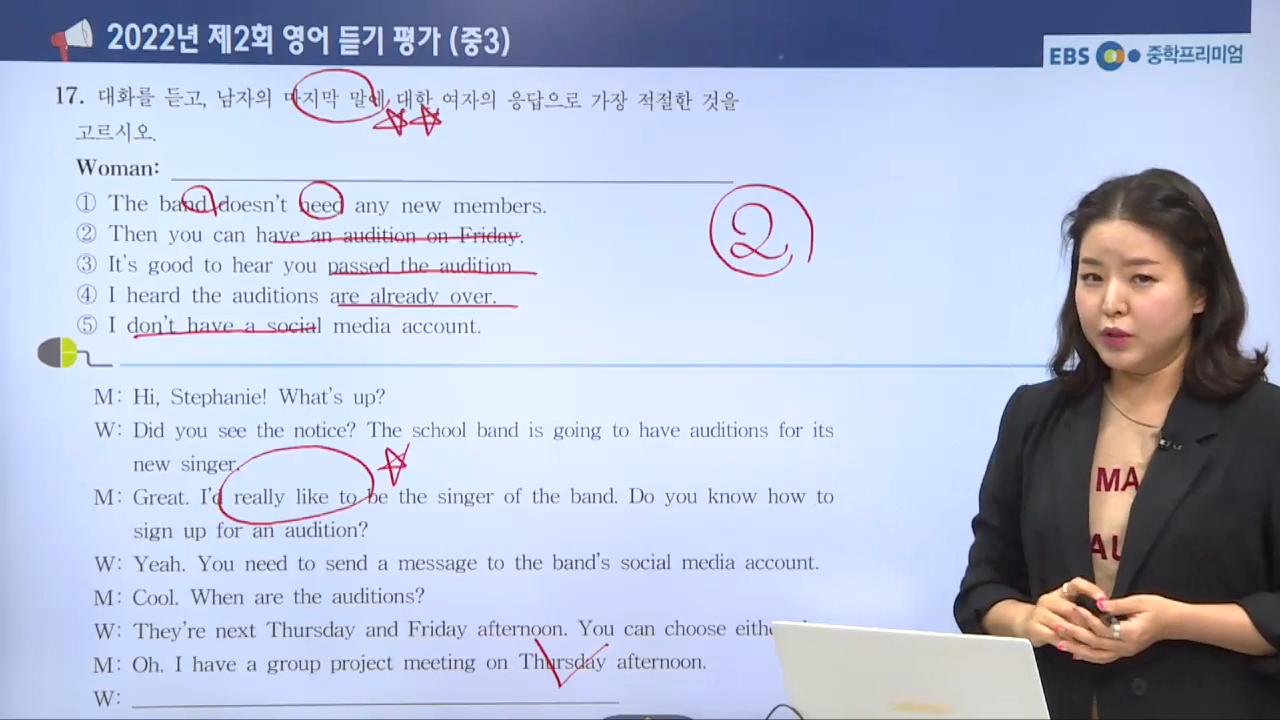 2022년 제2회 영어 듣기 평가 (중3)
EBS 중학프리미엄
17. 대화를 듣고, 남자의 마지막 말에 대한 여자의 응답으로 가장 적절한 것을
고르시오.
Woman:
① The band doesn't need any new members.
② Then you can have an audition on Friday.
③ It's good to hear you passed the audition.
④ I heard the auditions are already over.
⑤ I don't have a social media account.
②
M: Hi, Stephanie! What's up?
W: Did you see the notice? The school band is going to have auditions for its
new singer.
M: Great. I'd really like to be the singer of the band. Do you know how to
sign up for an audition?
W: Yeah. You need to send a message to the band's social media account.
M: Cool. When are the auditions?
W: They're next Thursday and Friday afternoon. You can choose
M: Oh. I have a group project meeting on Thursday afternoon.
W:
MA
AU